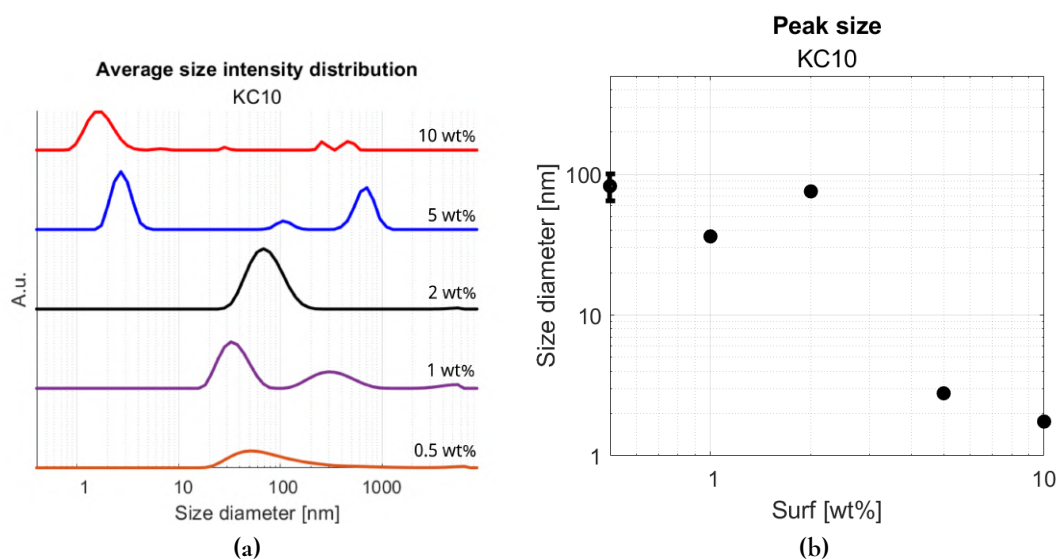 Average size intensity distribution
KC10
10 wt%
5 wt%
2 wt%
1 wt%
0.5 wt%
A.u.
1 10 100 1000
Size diameter [nm]
(a)
Peak size
KC10
100
10
1
Size diameter [nm]
1 10
Surf [wt%]
(b)